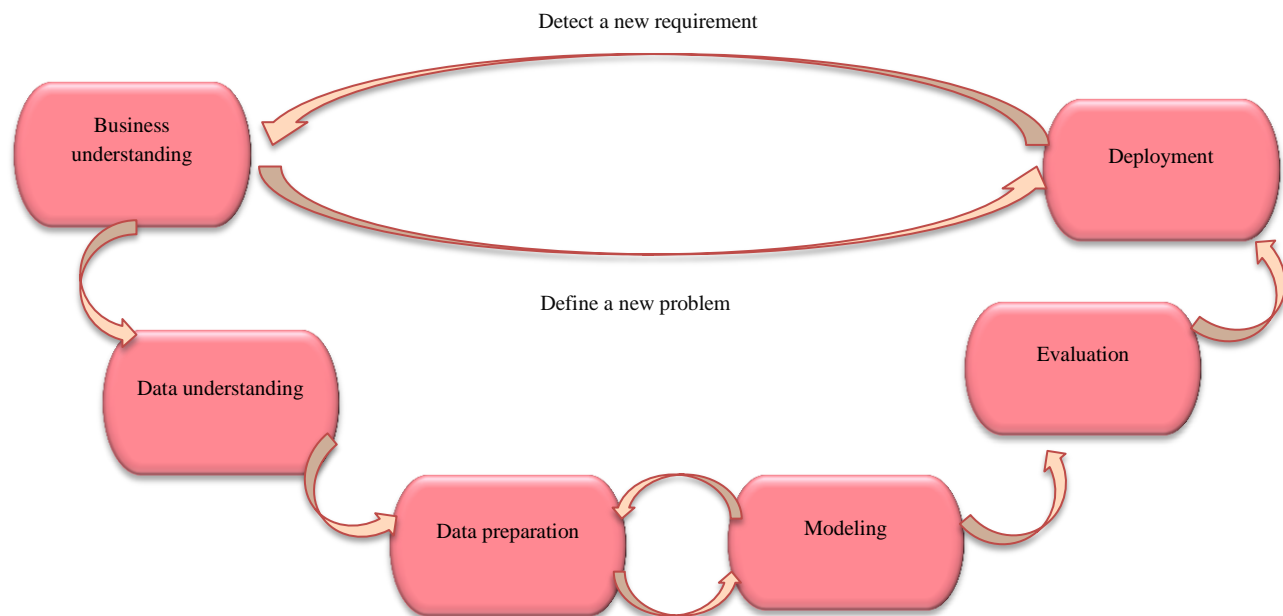 Detect a new requirement
Business
understanding
Deployment
Define a new problem
Evaluation
Data understanding
Data preparation
Modeling